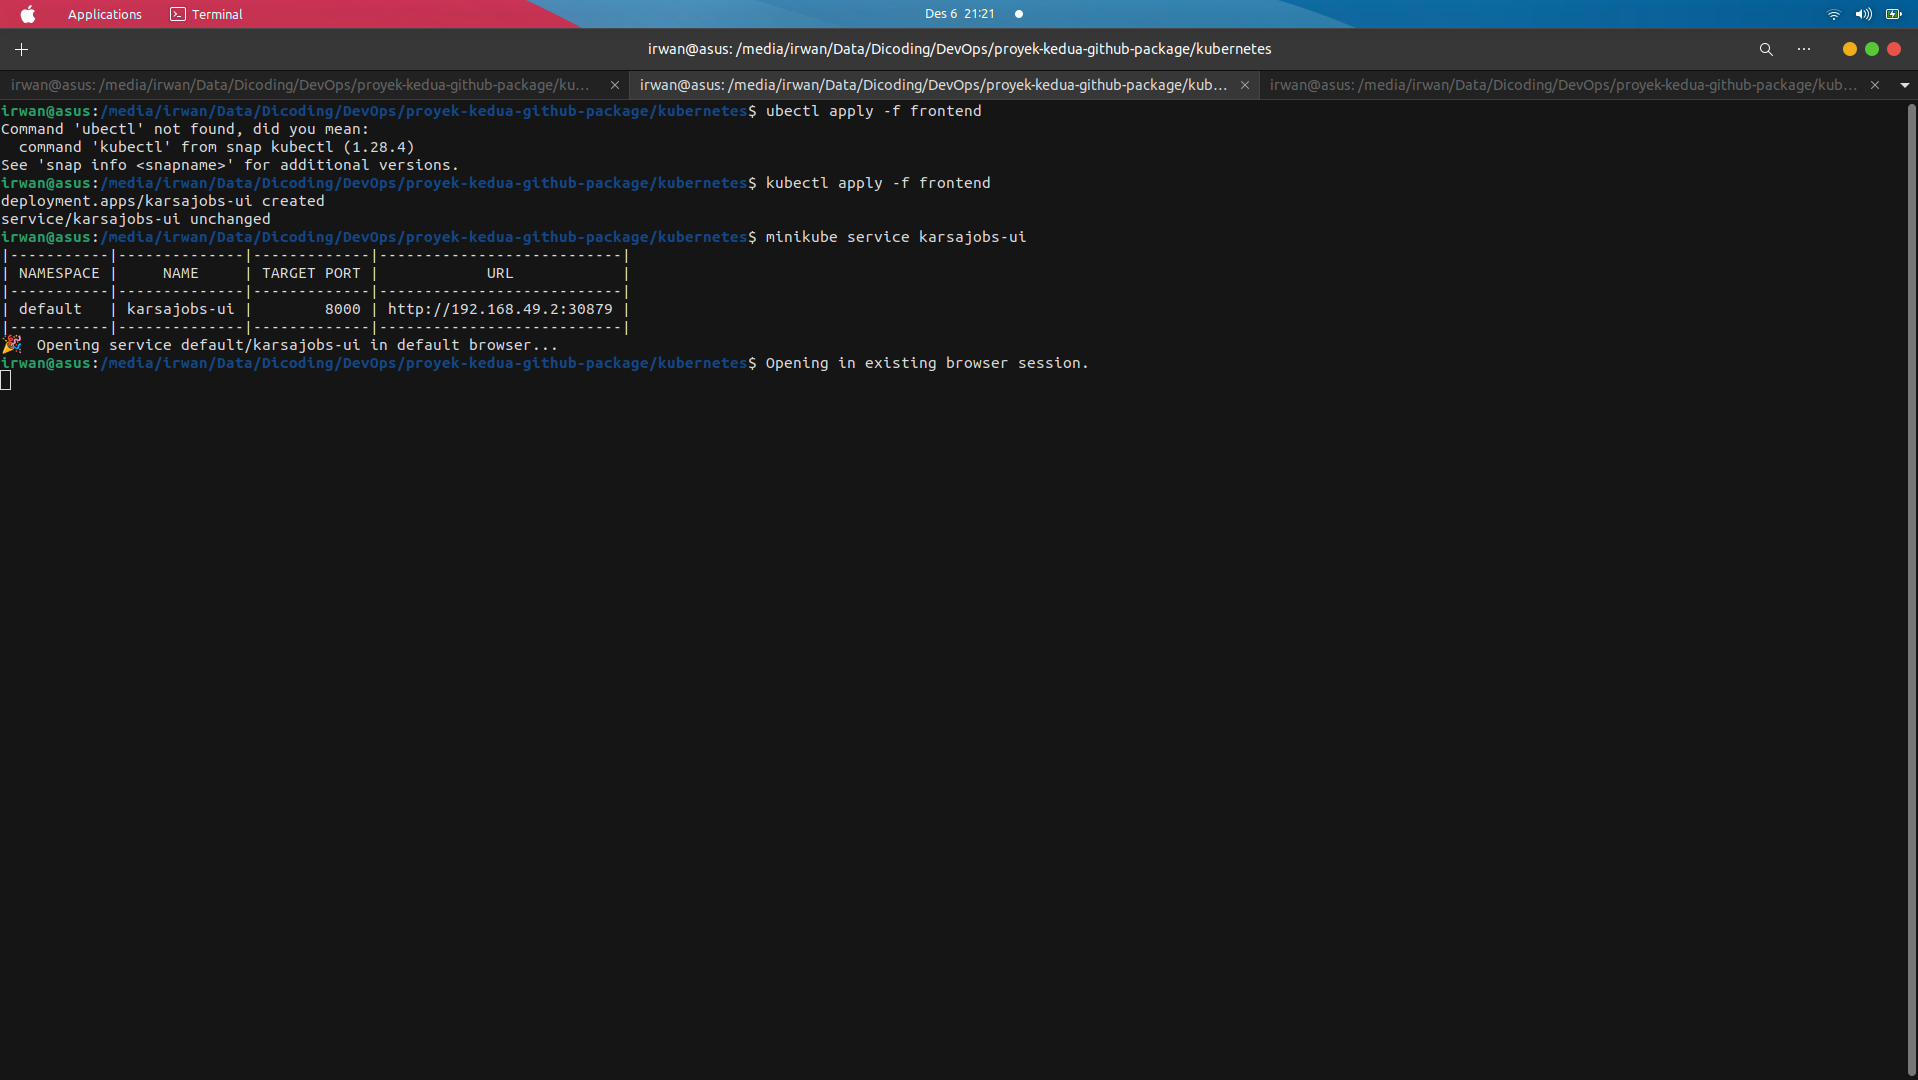 Applications Terminal Des 6 21:21
irwan@asus: /media/irwan/Data/Dicoding/DevOps/proyek-kedua-github-package/kubernetes
irwan@asus: /media/irwan/Data/Dicoding/DevOps/proyek-kedua-github-package/ku... irwan@asus: /media/irwan/Data/Dicoding/DevOps/proyek-kedua-github-package/kub... irwan@asus: /media/irwan/Data/Dicoding/DevOps/proyek-kedua-github-package/kub...
irwan@asus:/media/irwan/Data/Dicoding/DevOps/proyek-kedua-github-package/kubernetes$ ubectl apply -f frontend
Command 'ubectl' not found, did you mean:
  command 'kubectl' from snap kubectl (1.28.4)
See 'snap info <snapname>' for additional versions.
irwan@asus:/media/irwan/Data/Dicoding/DevOps/proyek-kedua-github-package/kubernetes$ kubectl apply -f frontend
deployment.apps/karsajobs-ui created
service/karsajobs-ui unchanged
irwan@asus:/media/irwan/Data/Dicoding/DevOps/proyek-kedua-github-package/kubernetes$ minikube service karsajobs-ui
|-----------|--------------|-------------|---------------------------|
| NAMESPACE |     NAME     | TARGET PORT |            URL            |
|-----------|--------------|-------------|---------------------------|
| default   | karsajobs-ui |        8000 | http://192.168.49.2:30879 |
|-----------|--------------|-------------|---------------------------|
🎉  Opening service default/karsajobs-ui in default browser...
irwan@asus:/media/irwan/Data/Dicoding/DevOps/proyek-kedua-github-package/kubernetes$ Opening in existing browser session.